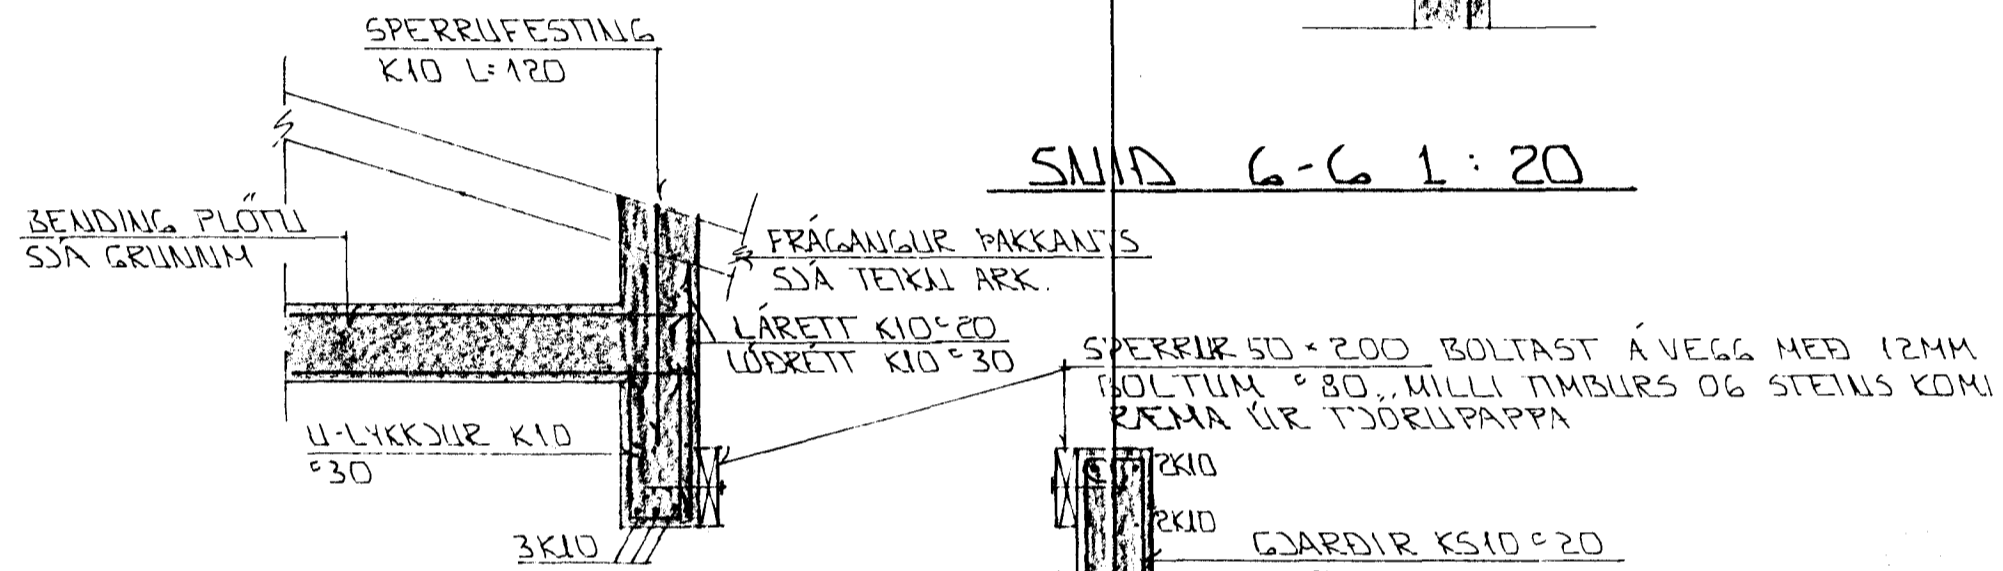 SPERRUFESTING
K10 L=120
SNIÐ 6-6 1:20
BENDING PLÖTU
SJÁ GRUNNM
FRÁGANGUR ÞAKKANTS
SJÁ TEIKN ARK.
LÁRETT K10 c 20
LÓÐRÉTT K10 c 30
SPERRUR 50 × 200 BOLTAST Á VEGG MEÐ 12MM
BOLTUM c 80. MILLI TIMBURS OG STEINS KOMI
RÆMA ÚR TJÖRUPAPPA
U-LYKKJUR K10
c 30
2K10
2K10
3K10
GJARÐIR KS10 c 20